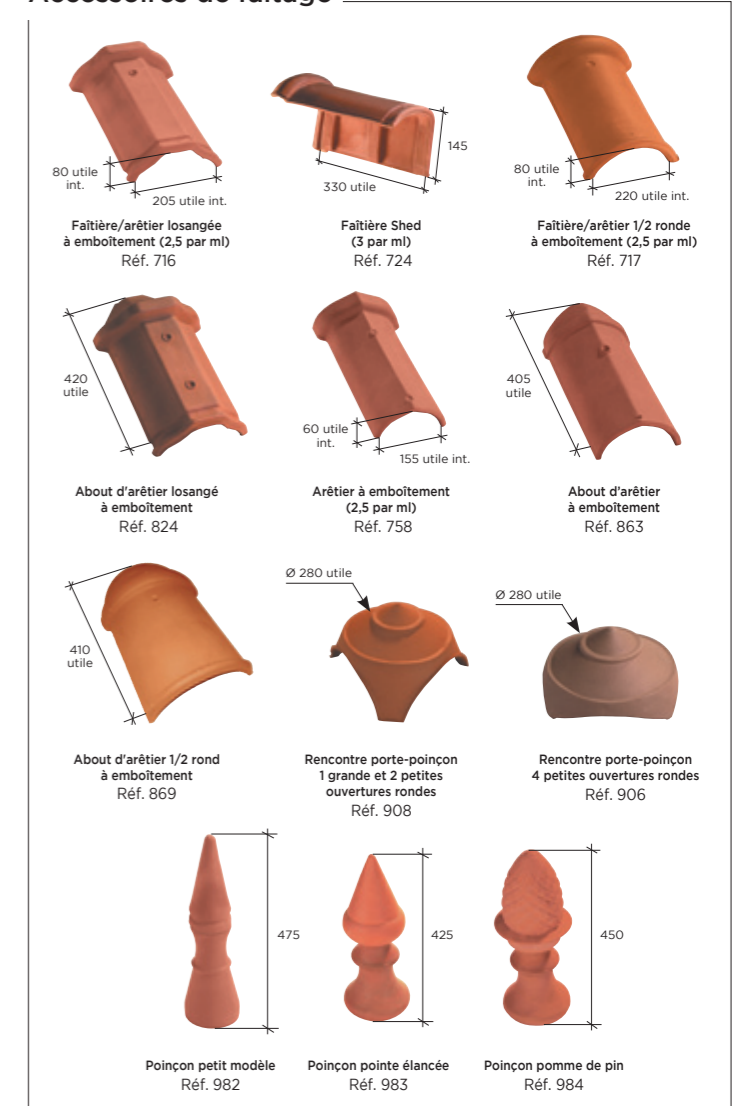 Accessoires de faîtage
80 utile int.
205 utile int.
Faîtière/arêtier losangée
à emboîtement (2,5 par ml)
Réf. 716
145
330 utile
Faîtière Shed
(3 par ml)
Réf. 724
80 utile int.
220 utile int.
Faîtière/arêtier 1/2 ronde
à emboîtement (2,5 par ml)
Réf. 717
420
utile
About d'arêtier losangé
à emboîtement
Réf. 824
60 utile
int.
155 utile int.
Arêtier à emboîtement
(2,5 par ml)
Réf. 758
405
utile
About d'arêtier
à emboîtement
Réf. 863
410
utile
About d'arêtier 1/2 rond
à emboîtement
Réf. 869
Ø 280 utile
Rencontre porte-poinçon
1 grande et 2 petites
ouvertures rondes
Réf. 908
Ø 280 utile
Rencontre porte-poinçon
4 petites ouvertures rondes
Réf. 906
475
Poinçon petit modèle
Réf. 982
425
Poinçon pointe élancée
Réf. 983
450
Poinçon pomme de pin
Réf. 984